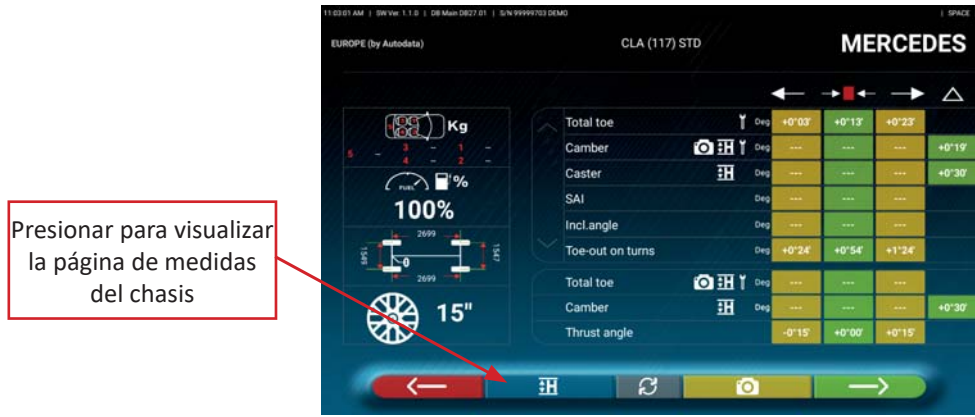 11:03:01 AM | SW Ver: 1.1.0 | DB Main DB27.01 | S/N 99999703 DEMO | SPACE
EUROPE (by Autodata) CLA (117) STD MERCEDES
Kg
5 - 3 - 1 -
- 4 - 2 -
FUEL %
100%
2699
1549 0 1547
2699
15"
Total toe Deg +0°03' +0°13' +0°23'
Camber Deg --- --- --- +0°19'
Caster Deg --- --- --- +0°30'
SAI Deg --- --- ---
Incl.angle Deg --- --- ---
Toe-out on turns Deg +0°24' +0°54' +1°24'
Total toe Deg --- --- ---
Camber Deg --- --- --- +0°30'
Thrust angle -0°15' +0°00' +0°15'
Presionar para visualizar
la página de medidas
del chasis